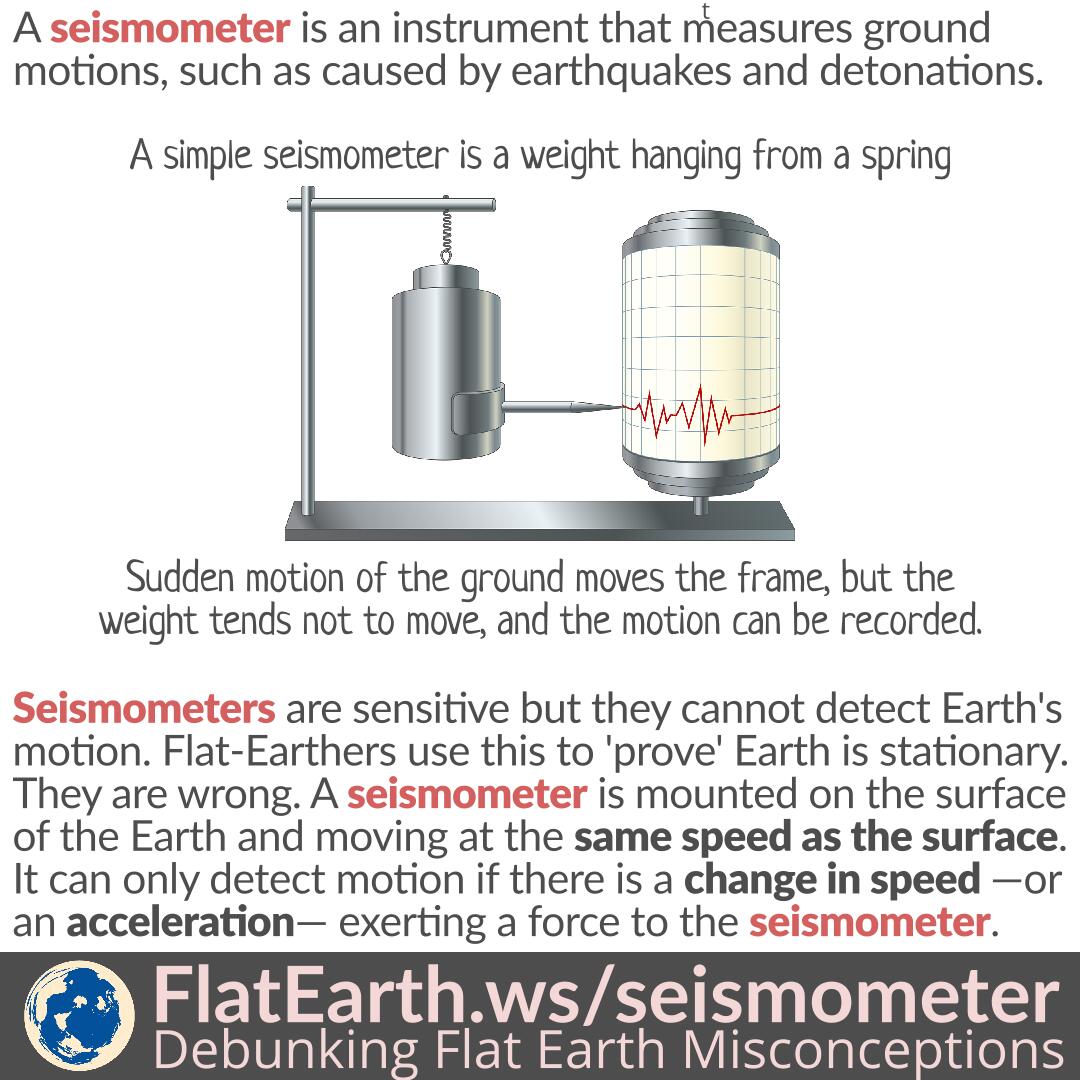 t
A seismometer is an instrument that measures ground
motions, such as caused by earthquakes and detonations.
A simple seismometer is a weight hanging from a spring
Sudden motion of the ground moves the frame, but the
weight tends not to move, and the motion can be recorded.
Seismometers are sensitive but they cannot detect Earth's
motion. Flat-Earthers use this to 'prove' Earth is stationary.
They are wrong. A seismometer is mounted on the surface
of the Earth and moving at the same speed as the surface.
It can only detect motion if there is a change in speed —or
an acceleration— exerting a force to the seismometer.
FlatEarth.ws/seismometer
Debunking Flat Earth Misconceptions